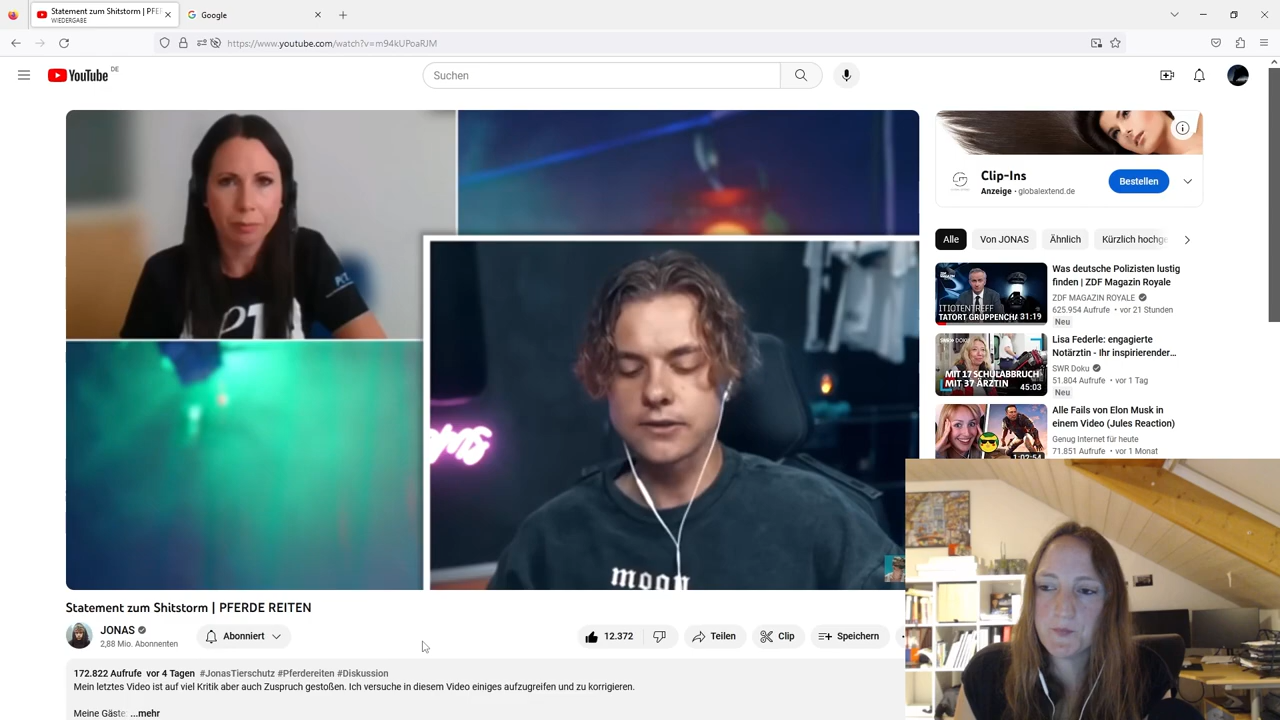 Statement zum Shitstorm | PFE
WIEDERGABE
Google
https://www.youtube.com/watch?v=m94kUPoaRJM
YouTube DE
Suchen
Clip-Ins
Anzeige · globalextend.de
Bestellen
Alle
Von JONAS
Ähnlich
Kürzlich hochge
Was deutsche Polizisten lustig
finden | ZDF Magazin Royale
ZDF MAGAZIN ROYALE
625.954 Aufrufe · vor 21 Stunden
Neu
TATORT GRUPPENCHA
31:19
Lisa Federle: engagierte
Notärztin - Ihr inspirierender…
SWR Doku
51.804 Aufrufe · vor 1 Tag
Neu
MIT 17 SCHULABBRUCH
MIT 37 ÄRZTIN
45:03
Alle Fails von Elon Musk in
einem Video (Jules Reaction)
Genug Internet für heute
71.851 Aufrufe · vor 1 Monat
1:02:54
moon
Statement zum Shitstorm | PFERDE REITEN
JONAS
2,88 Mio. Abonnenten
Abonniert
12.372
Teilen
Clip
Speichern
172.822 Aufrufe vor 4 Tagen #JonasTierschutz #Pferdereiten #Diskussion
Mein letztes Video ist auf viel Kritik aber auch Zuspruch gestoßen. Ich versuche in diesem Video einiges aufzugreifen und zu korrigieren.
Meine Gäste: ...mehr